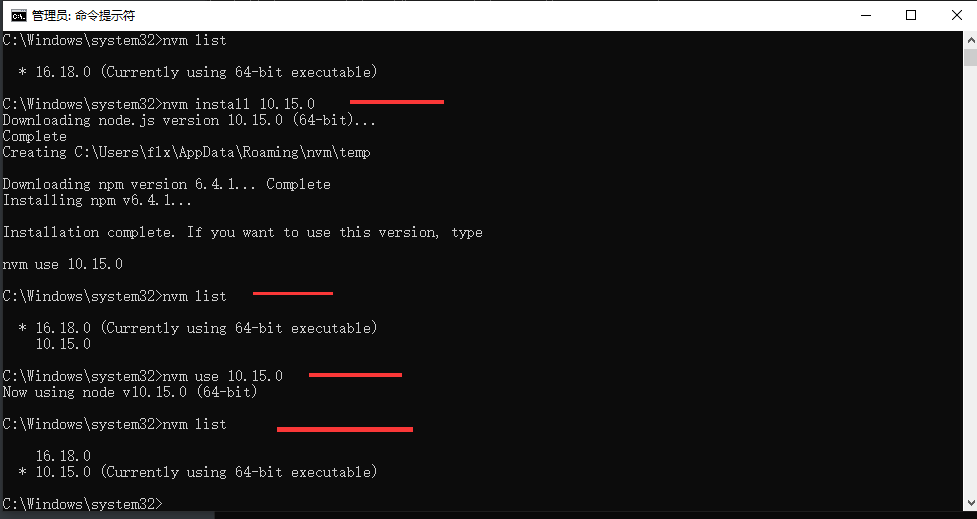 管理员: 命令提示符
C:\Windows\system32>nvm list
* 16.18.0 (Currently using 64-bit executable)
C:\Windows\system32>nvm install 10.15.0
Downloading node.js version 10.15.0 (64-bit)...
Complete
Creating C:\Users\flx\AppData\Roaming\nvm\temp
Downloading npm version 6.4.1... Complete
Installing npm v6.4.1...
Installation complete. If you want to use this version, type
nvm use 10.15.0
C:\Windows\system32>nvm list
* 16.18.0 (Currently using 64-bit executable)
10.15.0
C:\Windows\system32>nvm use 10.15.0
Now using node v10.15.0 (64-bit)
C:\Windows\system32>nvm list
16.18.0
* 10.15.0 (Currently using 64-bit executable)
C:\Windows\system32>